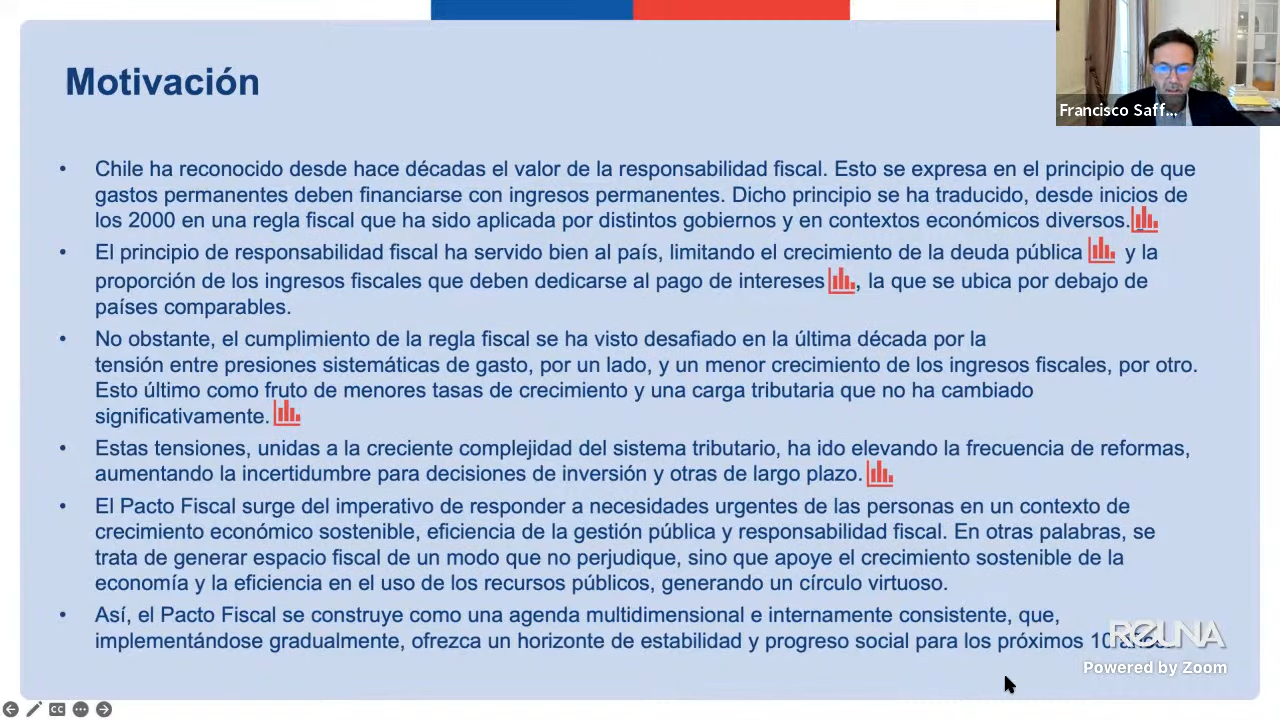 Motivación
Francisco Saff...
• Chile ha reconocido desde hace décadas el valor de la responsabilidad fiscal. Esto se expresa en el principio de que
gastos permanentes deben financiarse con ingresos permanentes. Dicho principio se ha traducido, desde inicios de
los 2000 en una regla fiscal que ha sido aplicada por distintos gobiernos y en contextos económicos diversos.
• El principio de responsabilidad fiscal ha servido bien al país, limitando el crecimiento de la deuda pública y la
proporción de los ingresos fiscales que deben dedicarse al pago de intereses, la que se ubica por debajo de
países comparables.
• No obstante, el cumplimiento de la regla fiscal se ha visto desafiado en la última década por la
tensión entre presiones sistemáticas de gasto, por un lado, y un menor crecimiento de los ingresos fiscales, por otro.
Esto último como fruto de menores tasas de crecimiento y una carga tributaria que no ha cambiado
significativamente.
• Estas tensiones, unidas a la creciente complejidad del sistema tributario, ha ido elevando la frecuencia de reformas,
aumentando la incertidumbre para decisiones de inversión y otras de largo plazo.
• El Pacto Fiscal surge del imperativo de responder a necesidades urgentes de las personas en un contexto de
crecimiento económico sostenible, eficiencia de la gestión pública y responsabilidad fiscal. En otras palabras, se
trata de generar espacio fiscal de un modo que no perjudique, sino que apoye el crecimiento sostenible de la
economía y la eficiencia en el uso de los recursos públicos, generando un círculo virtuoso.
• Así, el Pacto Fiscal se construye como una agenda multidimensional e internamente consistente, que,
implementándose gradualmente, ofrezca un horizonte de estabilidad y progreso social para los próximos 10 años.
REUNA
Powered by Zoom
CC